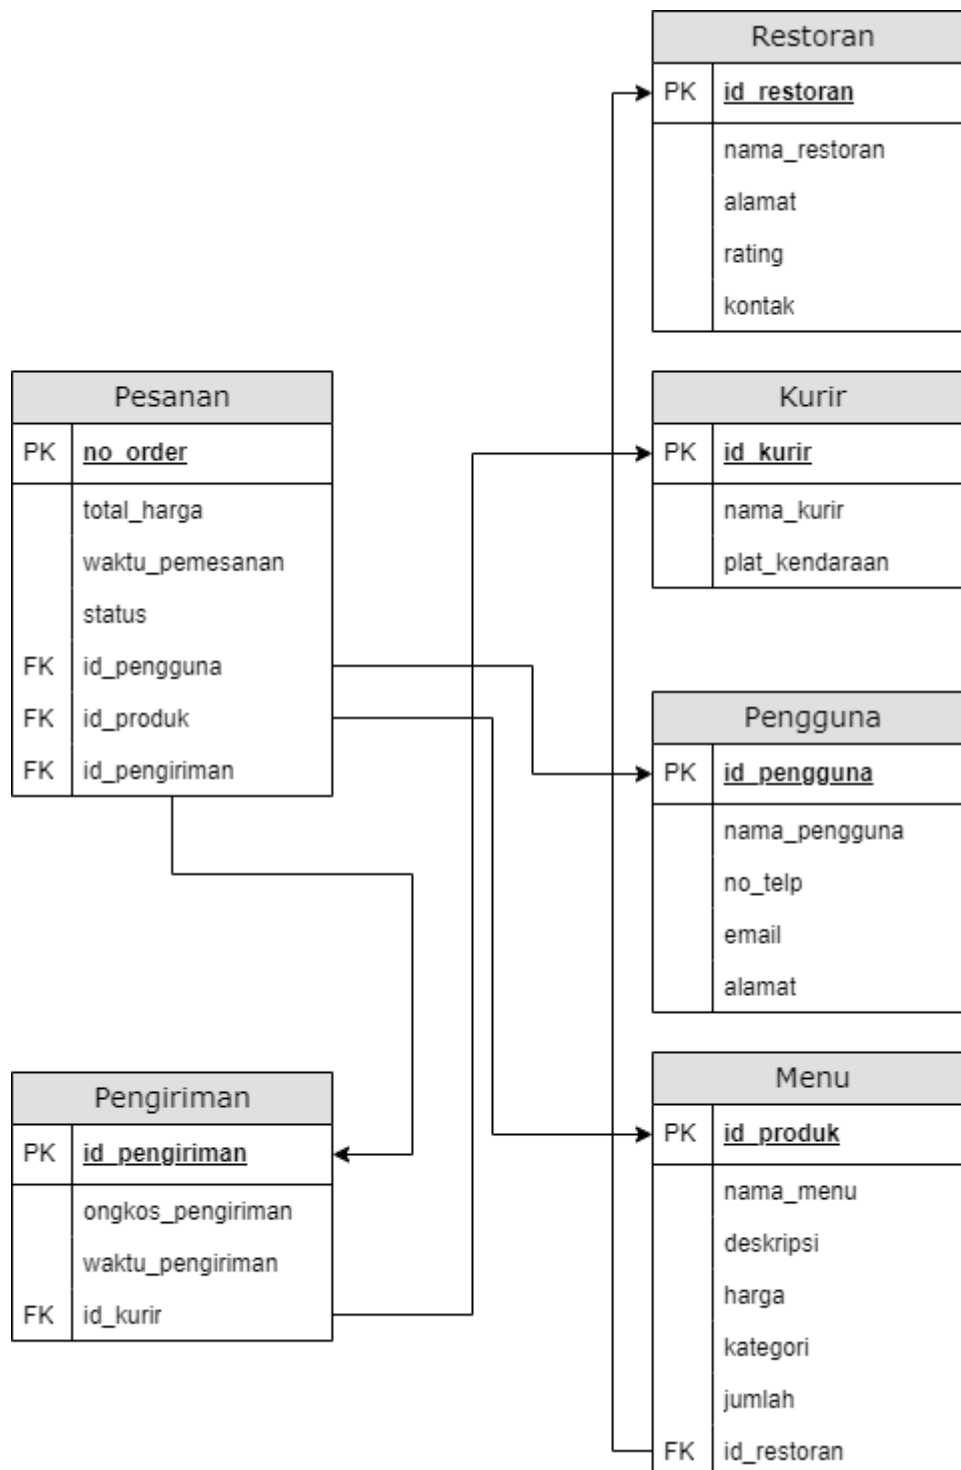 Restoran
PK id_restoran
nama_restoran
alamat
rating
kontak
Pesanan
PK no_order
total_harga
waktu_pemesanan
status
FK id_pengguna
FK id_produk
FK id_pengiriman
Kurir
PK id_kurir
nama_kurir
plat_kendaraan
Pengguna
PK id_pengguna
nama_pengguna
no_telp
email
alamat
Pengiriman
PK id_pengiriman
ongkos_pengiriman
waktu_pengiriman
FK id_kurir
Menu
PK id_produk
nama_menu
deskripsi
harga
kategori
jumlah
FK id_restoran